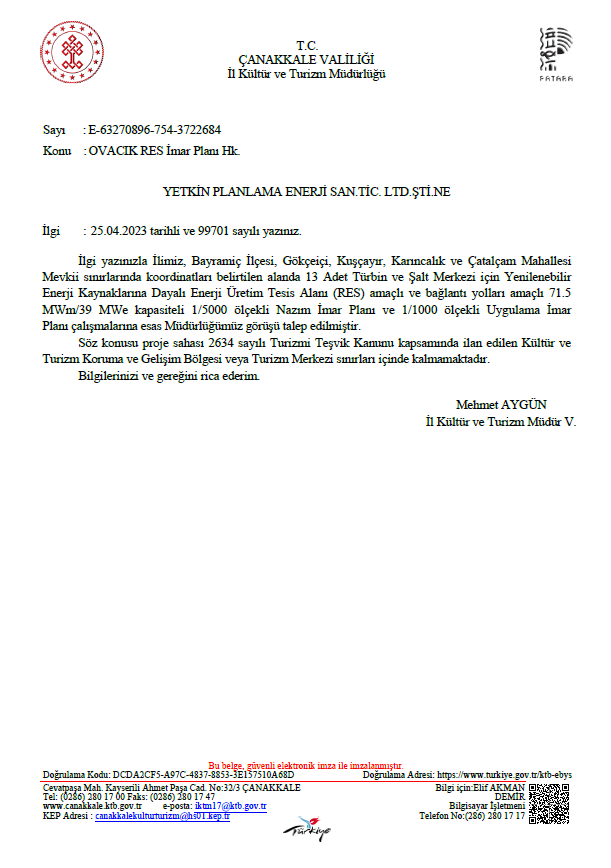 T.C.
ÇANAKKALE VALİLİĞİ
İl Kültür ve Turizm Müdürlüğü
PATARA
Sayı : E-63270896-754-3722684
Konu : OVACIK RES İmar Planı Hk.
YETKİN PLANLAMA ENERJİ SAN.TİC. LTD.ŞTİ.NE
İlgi : 25.04.2023 tarihli ve 99701 sayılı yazınız.
İlgi yazınızla İlimiz, Bayramiç İlçesi, Gökçeiçi, Kuşçayır, Karıncalık ve Çatalçam Mahallesi
Mevkii sınırlarında koordinatları belirtilen alanda 13 Adet Türbin ve Şalt Merkezi için Yenilenebilir
Enerji Kaynaklarına Dayalı Enerji Üretim Tesis Alanı (RES) amaçlı ve bağlantı yolları amaçlı 71.5
MWm/39 MWe kapasiteli 1/5000 ölçekli Nazım İmar Planı ve 1/1000 ölçekli Uygulama İmar
Planı çalışmalarına esas Müdürlüğümüz görüşü talep edilmiştir.
Söz konusu proje sahası 2634 sayılı Turizmi Teşvik Kanunu kapsamında ilan edilen Kültür ve
Turizm Koruma ve Gelişim Bölgesi veya Turizm Merkezi sınırları içinde kalmamaktadır.
Bilgilerinizi ve gereğini rica ederim.
Mehmet AYGÜN
İl Kültür ve Turizm Müdür V.
Bu belge, güvenli elektronik imza ile imzalanmıştır.
Doğrulama Kodu: DCDA2CF5-A97C-4837-8853-3E157510A68D Doğrulama Adresi: https://www.turkiye.gov.tr/ktb-ebys
Cevatpaşa Mah. Kayserili Ahmet Paşa Cad. No:32/3 ÇANAKKALE Bilgi için:Elif AKMAN
Tel: (0286) 280 17 00 Faks: (0286) 280 17 47 DEMİR
www.canakkale.ktb.gov.tr e-posta: iktm17@ktb.gov.tr Bilgisayar İşletmeni
KEP Adresi : canakkalekulturturizm@hs01.kep.tr Telefon No:(286) 280 17 17
Türkiye